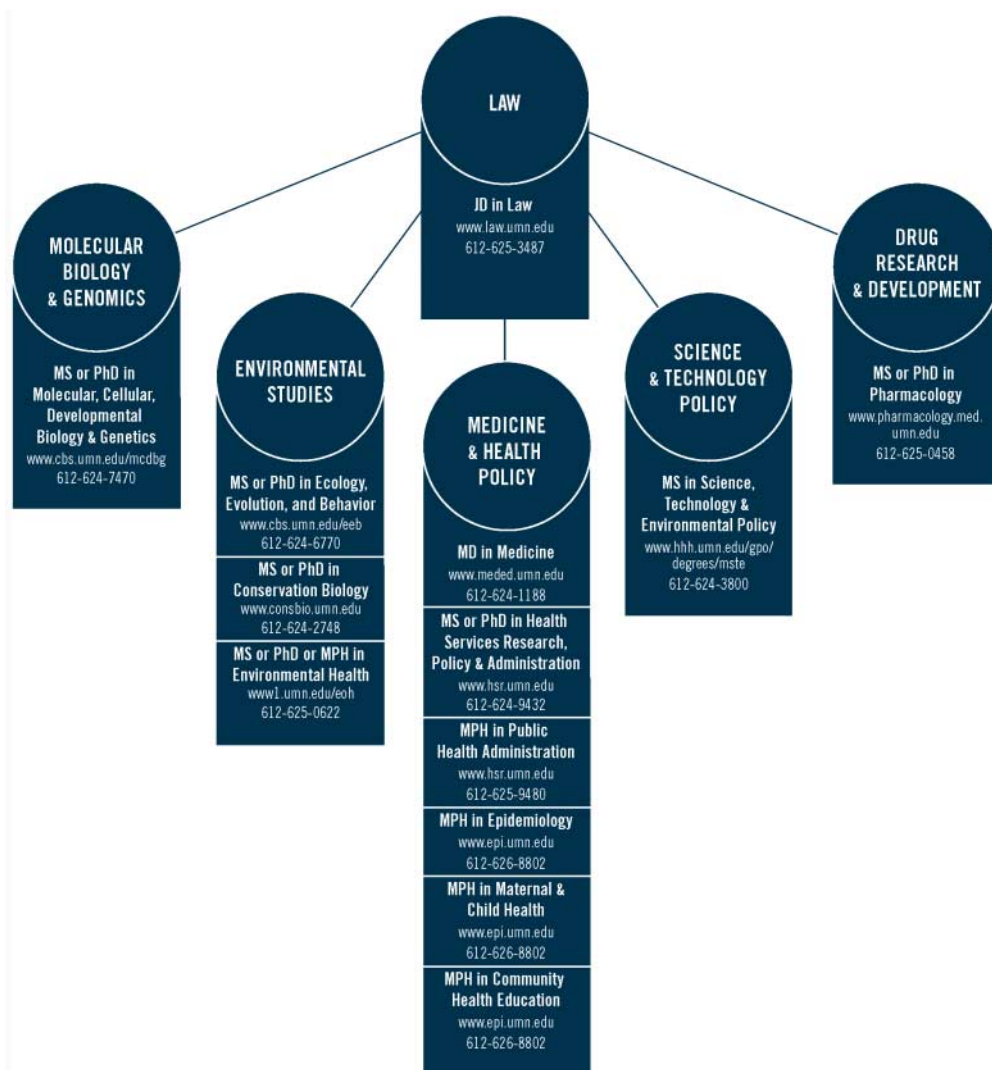 LAW
JD in Law
www.law.umn.edu
612-625-3487
MOLECULAR
BIOLOGY
& GENOMICS
MS or PhD in
Molecular, Cellular,
Developmental
Biology & Genetics
www.cbs.umn.edu/mcdbg
612-624-7470
ENVIRONMENTAL
STUDIES
MS or PhD in Ecology,
Evolution, and Behavior
www.cbs.umn.edu/eeb
612-624-6770
MS or PhD in
Conservation Biology
www.consbio.umn.edu
612-624-2748
MS or PhD or MPH in
Environmental Health
www1.umn.edu/eoh
612-625-0622
MEDICINE
& HEALTH
POLICY
MD in Medicine
www.meded.umn.edu
612-624-1188
MS or PhD in Health
Services Research,
Policy & Administration
www.hsr.umn.edu
612-624-9432
MPH in Public
Health Administration
www.hsr.umn.edu
612-625-9480
MPH in Epidemiology
www.epi.umn.edu
612-626-8802
MPH in Maternal &
Child Health
www.epi.umn.edu
612-626-8802
MPH in Community
Health Education
www.epi.umn.edu
612-626-8802
SCIENCE
& TECHNOLOGY
POLICY
MS in Science,
Technology &
Environmental Policy
www.hhh.umn.edu/gpo/
degrees/mste
612-624-3800
DRUG
RESEARCH
& DEVELOPMENT
MS or PhD in
Pharmacology
www.pharmacology.med.
umn.edu
612-625-0458